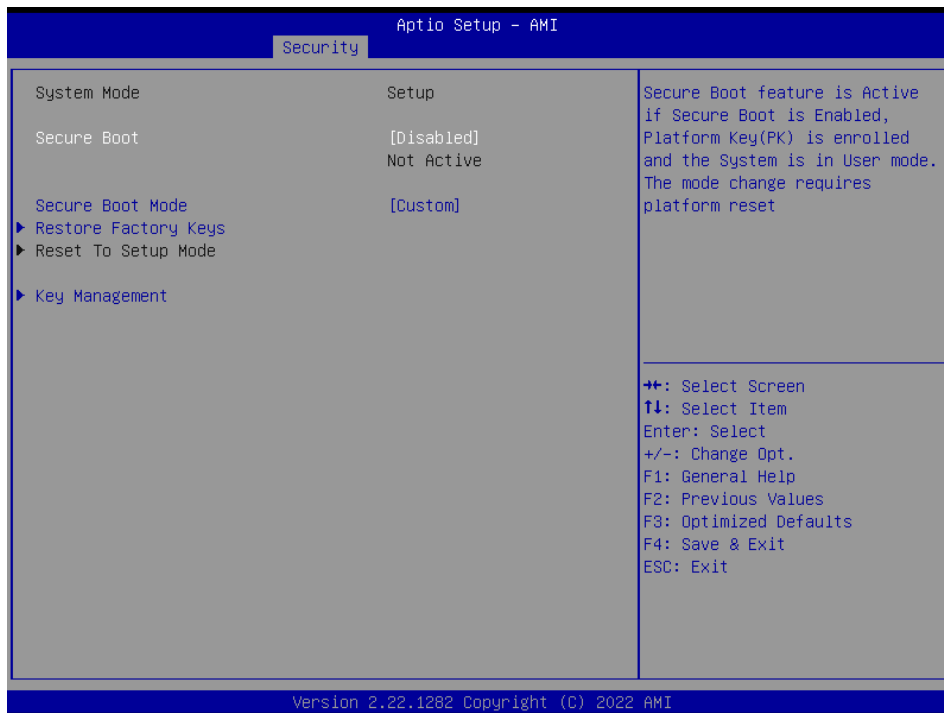 Aptio Setup – AMI
Security
System Mode Setup
Secure Boot [Disabled]
Not Active
Secure Boot Mode [Custom]
▶ Restore Factory Keys
▶ Reset To Setup Mode
▶ Key Management
Secure Boot feature is Active
if Secure Boot is Enabled,
Platform Key(PK) is enrolled
and the System is in User mode.
The mode change requires
platform reset
→←: Select Screen
↑↓: Select Item
Enter: Select
+/-: Change Opt.
F1: General Help
F2: Previous Values
F3: Optimized Defaults
F4: Save & Exit
ESC: Exit
Version 2.22.1282 Copyright (C) 2022 AMI